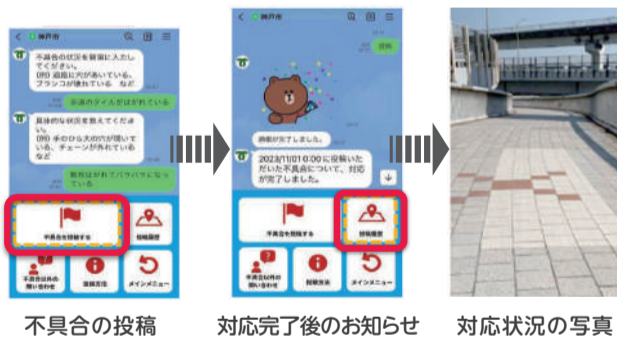 神戸市
不具合の状況を簡潔に入力し
てください。
(例) 道路に穴があいている、
ブランコが壊れている など
歩道のタイルがはがれている
具体的な状況を教えてくださ
い。
(例) 手のひら大の穴が開いて
いる、チェーンが外れている
など
数枚はがれてバラバラになっ
ている
不具合を投稿する
投稿履歴
不具合以外の
問い合わせ
投稿方法
メインメニュー
不具合の投稿
神戸市
投稿
投稿が完了しました。
2023/11/01 0:00 に投稿いた
だいた不具合について、対応
が完了しました。
不具合を投稿する
投稿履歴
不具合以外の
問い合わせ
投稿方法
メインメニュー
対応完了後のお知らせ
対応状況の写真